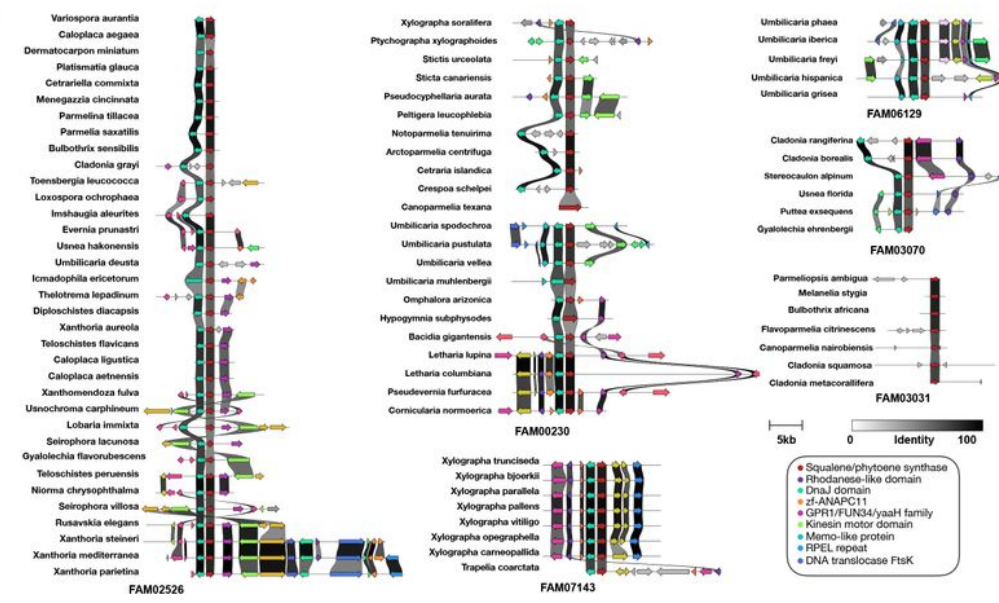 Variospora aurantia
Caloplaca aegaea
Dermatocarpon miniatum
Platismatia glauca
Cetrariella commixta
Menegazzia cincinnata
Parmelina tillacea
Parmelia saxatilis
Bulbothrix sensibilis
Cladonia grayi
Toensbergia leucococca
Loxospora ochrophaea
Imshaugia aleurites
Evernia prunastri
Usnea hakonensis
Umbilicaria deusta
Icmadophila ericetorum
Thelotrema lepadinum
Diploschistes diacapsis
Xanthoria aureola
Teloschistes flavicans
Caloplaca ligustica
Caloplaca aetnensis
Xanthomendoza fulva
Usnochroma carphineum
Lobaria immixta
Seirophora lacunosa
Gyalolechia flavorubescens
Teloschistes peruensis
Niorma chrysophthalma
Seirophora villosa
Rusavskia elegans
Xanthoria steineri
Xanthoria mediterranea
Xanthoria parietina
FAM02526
Xylographa soralifera
Ptychographa xylographoides
Stictis urceolata
Sticta canariensis
Pseudocyphellaria aurata
Peltigera leucophlebia
Notoparmelia tenuirima
Arctoparmelia centrifuga
Cetraria islandica
Crespoa schelpei
Canoparmelia texana
Umbilicaria spodochroa
Umbilicaria pustulata
Umbilicaria vellea
Umbilicaria muhlenbergii
Omphalora arizonica
Hypogymnia subphysodes
Bacidia gigantensis
Letharia lupina
Letharia columbiana
Pseudevernia furfuracea
Cornicularia normoerica
FAM00230
Xylographa trunciseda
Xylographa bjoerkii
Xylographa parallela
Xylographa pallens
Xylographa vitiligo
Xylographa opegraphella
Xylographa carneopallida
Trapelia coarctata
FAM07143
Umbilicaria phaea
Umbilicaria iberica
Umbilicaria freyi
Umbilicaria hispanica
Umbilicaria grisea
FAM06129
Cladonia rangiferina
Cladonia borealis
Stereocaulon alpinum
Usnea florida
Puttea exsequens
Gyalolechia ehrenbergii
FAM03070
Parmeliopsis ambigua
Melanelia stygia
Bulbothrix africana
Flavoparmelia citrinescens
Canoparmelia nairobiensis
Cladonia squamosa
Cladonia metacorallifera
FAM03031
5kb
0 Identity 100
Squalene/phytoene synthase
Rhodanese-like domain
DnaJ domain
zf-ANAPC11
GPR1/FUN34/yaaH family
Kinesin motor domain
Memo-like protein
RPEL repeat
DNA translocase FtsK